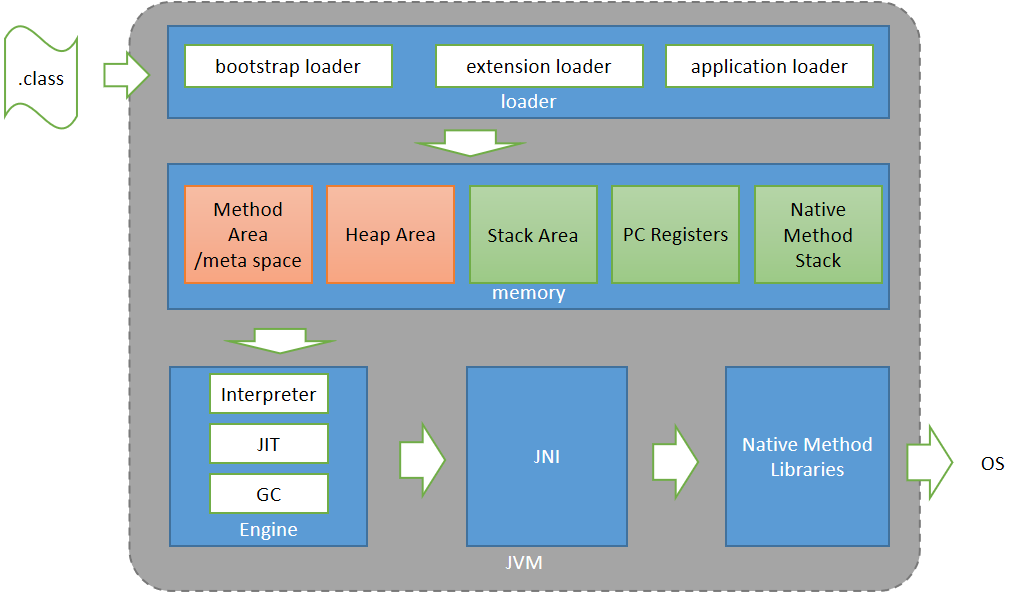 .class
bootstrap loader
extension loader
application loader
loader
Method
Area
/meta space
Heap Area
Stack Area
PC Registers
Native
Method
Stack
memory
Interpreter
JIT
GC
Engine
JNI
Native Method
Libraries
OS
JVM